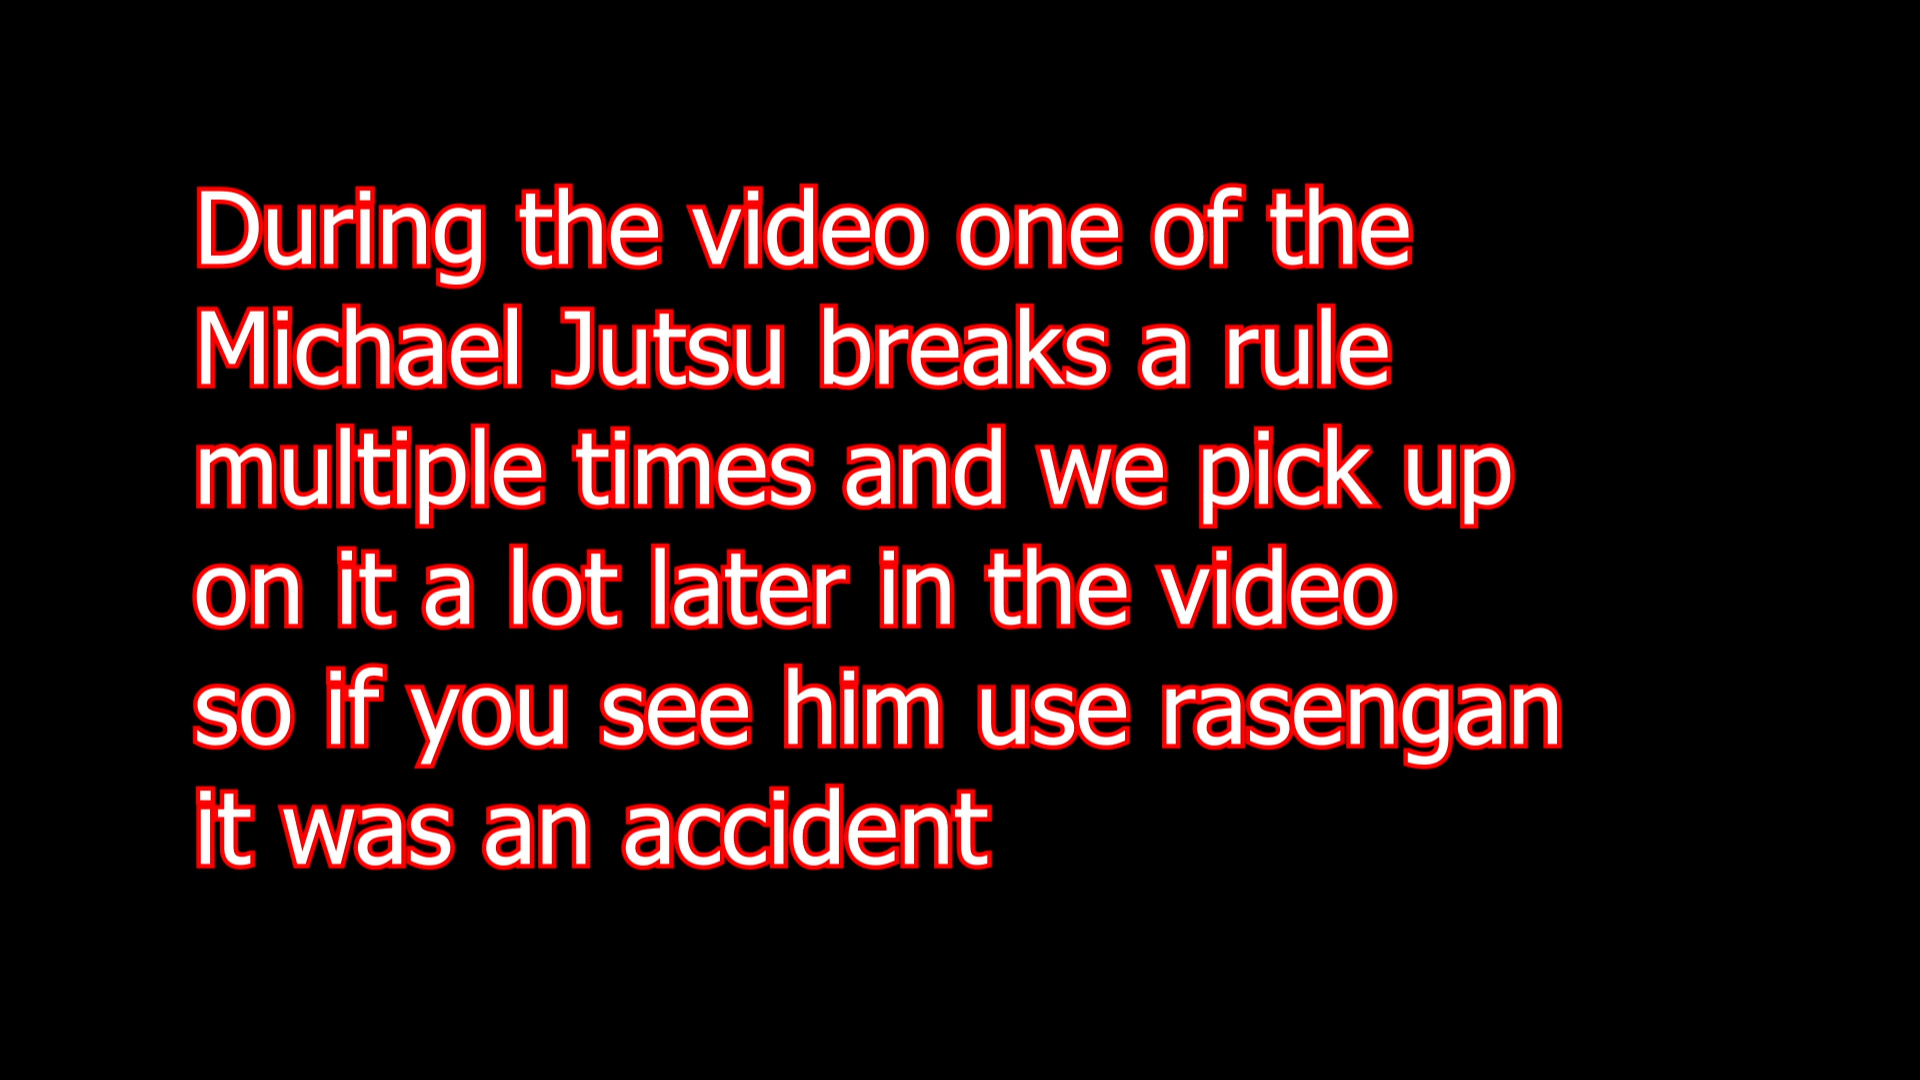 During the video one of the
Michael Jutsu breaks a rule
multiple times and we pick up
on it a lot later in the video
so if you see him use rasengan
it was an accident